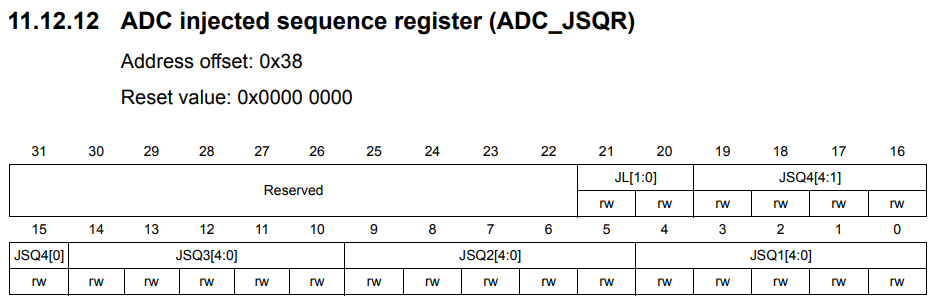 11.12.12 ADC injected sequence register (ADC_JSQR)
Address offset: 0x38
Reset value: 0x0000 0000
31 30 29 28 27 26 25 24 23 22 21 20 19 18 17 16
Reserved JL[1:0] JSQ4[4:1]
rw rw rw rw rw rw
15 14 13 12 11 10 9 8 7 6 5 4 3 2 1 0
JSQ4[0] JSQ3[4:0] JSQ2[4:0] JSQ1[4:0]
rw rw rw rw rw rw rw rw rw rw rw rw rw rw rw rw